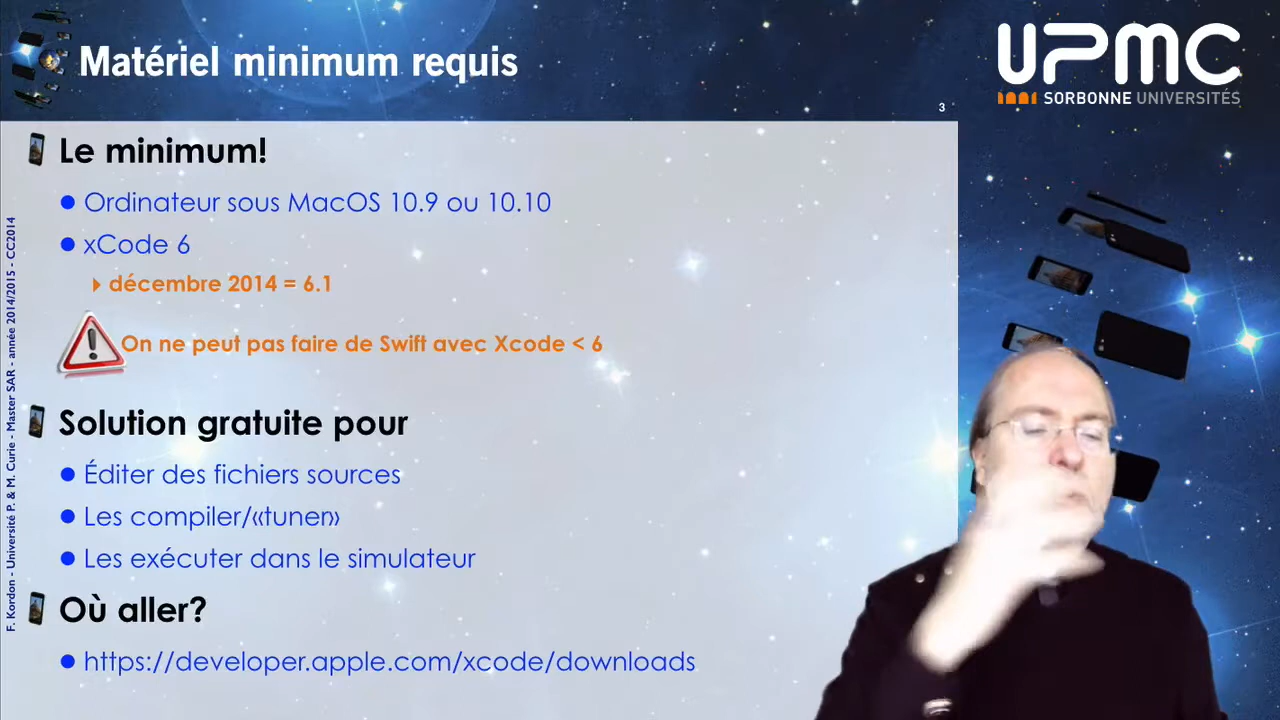 Matériel minimum requis
UPMC
SORBONNE UNIVERSITÉS
3
Le minimum!
Ordinateur sous MacOS 10.9 ou 10.10
xCode 6
décembre 2014 = 6.1
On ne peut pas faire de Swift avec Xcode < 6
Solution gratuite pour
Éditer des fichiers sources
Les compiler/«tuner»
Les exécuter dans le simulateur
Où aller?
https://developer.apple.com/xcode/downloads
F. Kordon - Université P. & M. Curie - Master SAR - année 2014/2015 - CC2014